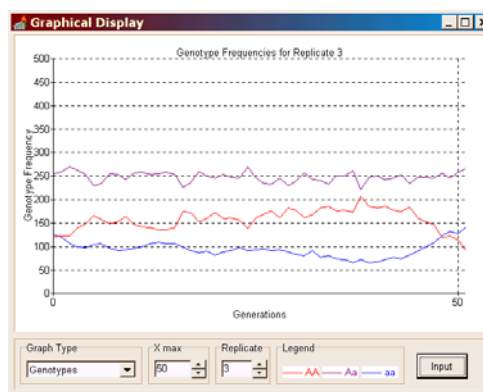 Graphical Display
Genotype Frequencies for Replicate 3
500
450
400
350
300
250
200
150
100
50
0
Genotype Frequency
0
50
Generations
Graph Type
Genotypes
X max
50
Replicate
3
Legend
AA
Aa
aa
Input